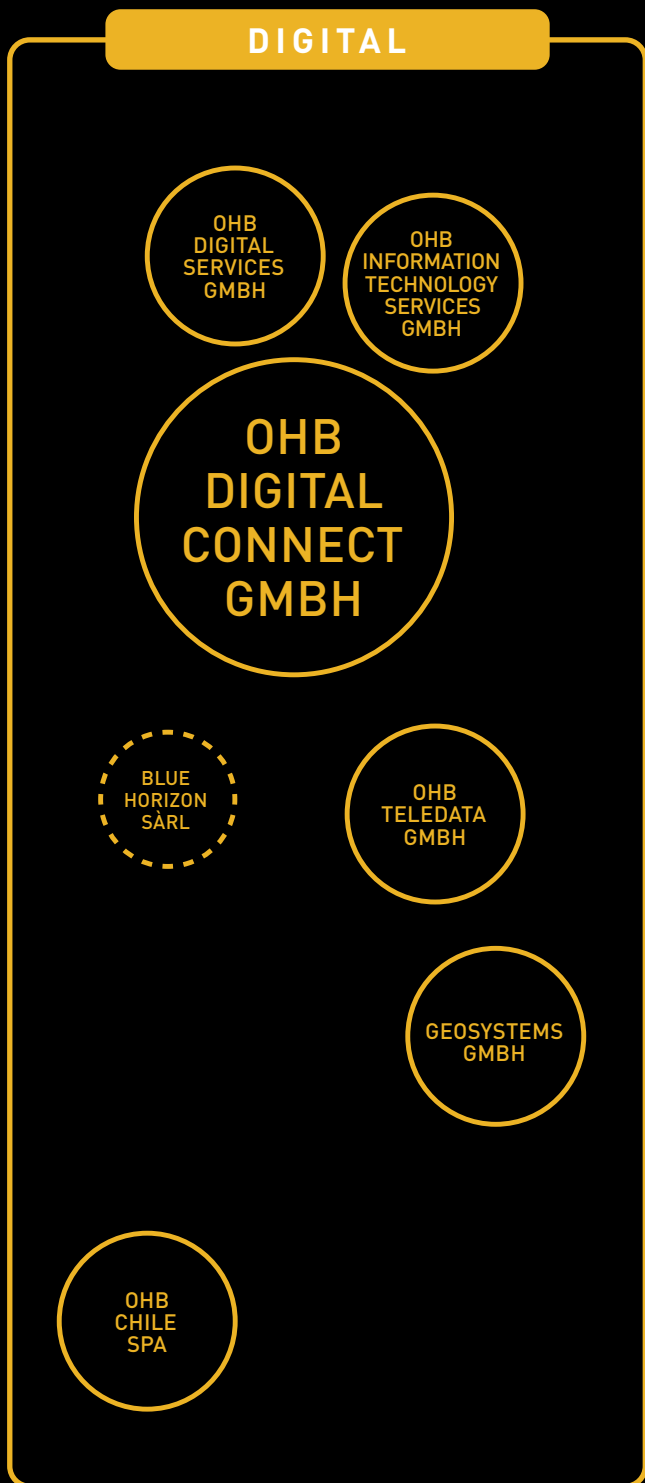 DIGITAL
OHB
DIGITAL
SERVICES
GMBH
OHB
INFORMATION
TECHNOLOGY
SERVICES
GMBH
OHB
DIGITAL
CONNECT
GMBH
BLUE
HORIZON
SÀRL
OHB
TELEDATA
GMBH
GEOSYSTEMS
GMBH
OHB
CHILE
SPA